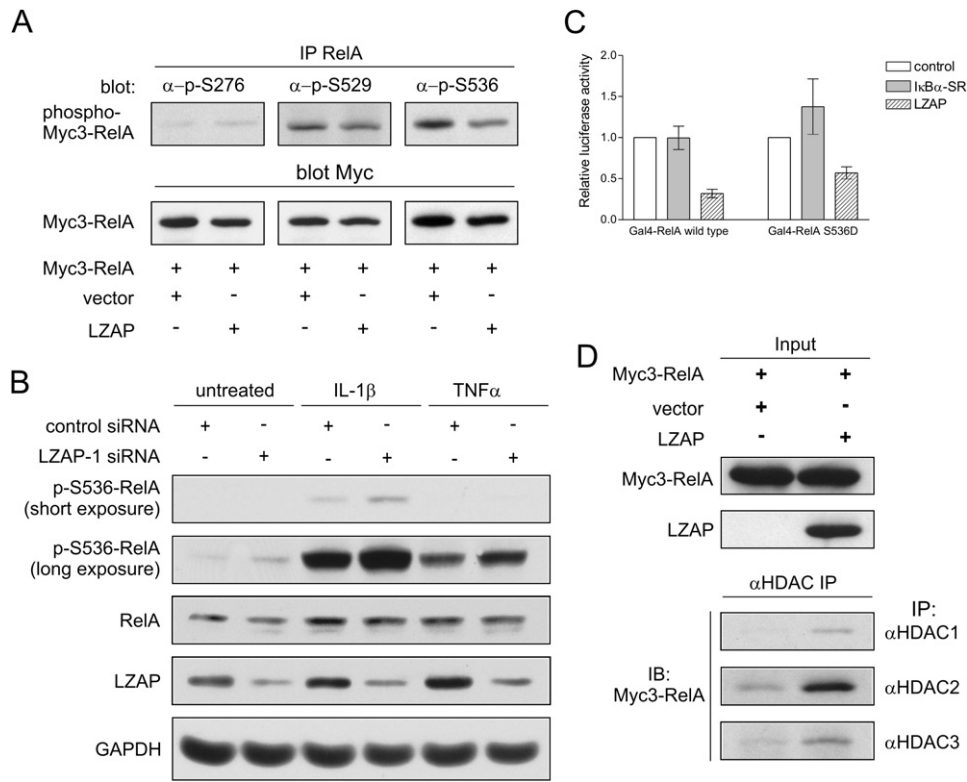 A
IP RelA
blot: α–p-S276 α–p-S529 α–p-S536
phospho-
Myc3-RelA
blot Myc
Myc3-RelA
Myc3-RelA + + + + + +
vector + - + - + -
LZAP - + - + - +
B
untreated IL-1β TNFα
control siRNA + - + - + -
LZAP-1 siRNA - + - + - +
p-S536-RelA
(short exposure)
p-S536-RelA
(long exposure)
RelA
LZAP
GAPDH
C
Relative luciferase activity
2.0
1.5
1.0
0.5
0.0
Gal4-RelA wild type Gal4-RelA S536D
control
IκBα-SR
LZAP
D
Input
Myc3-RelA + +
vector + -
LZAP - +
Myc3-RelA
LZAP
αHDAC IP
IP:
αHDAC1
IB:
Myc3-RelA
αHDAC2
αHDAC3